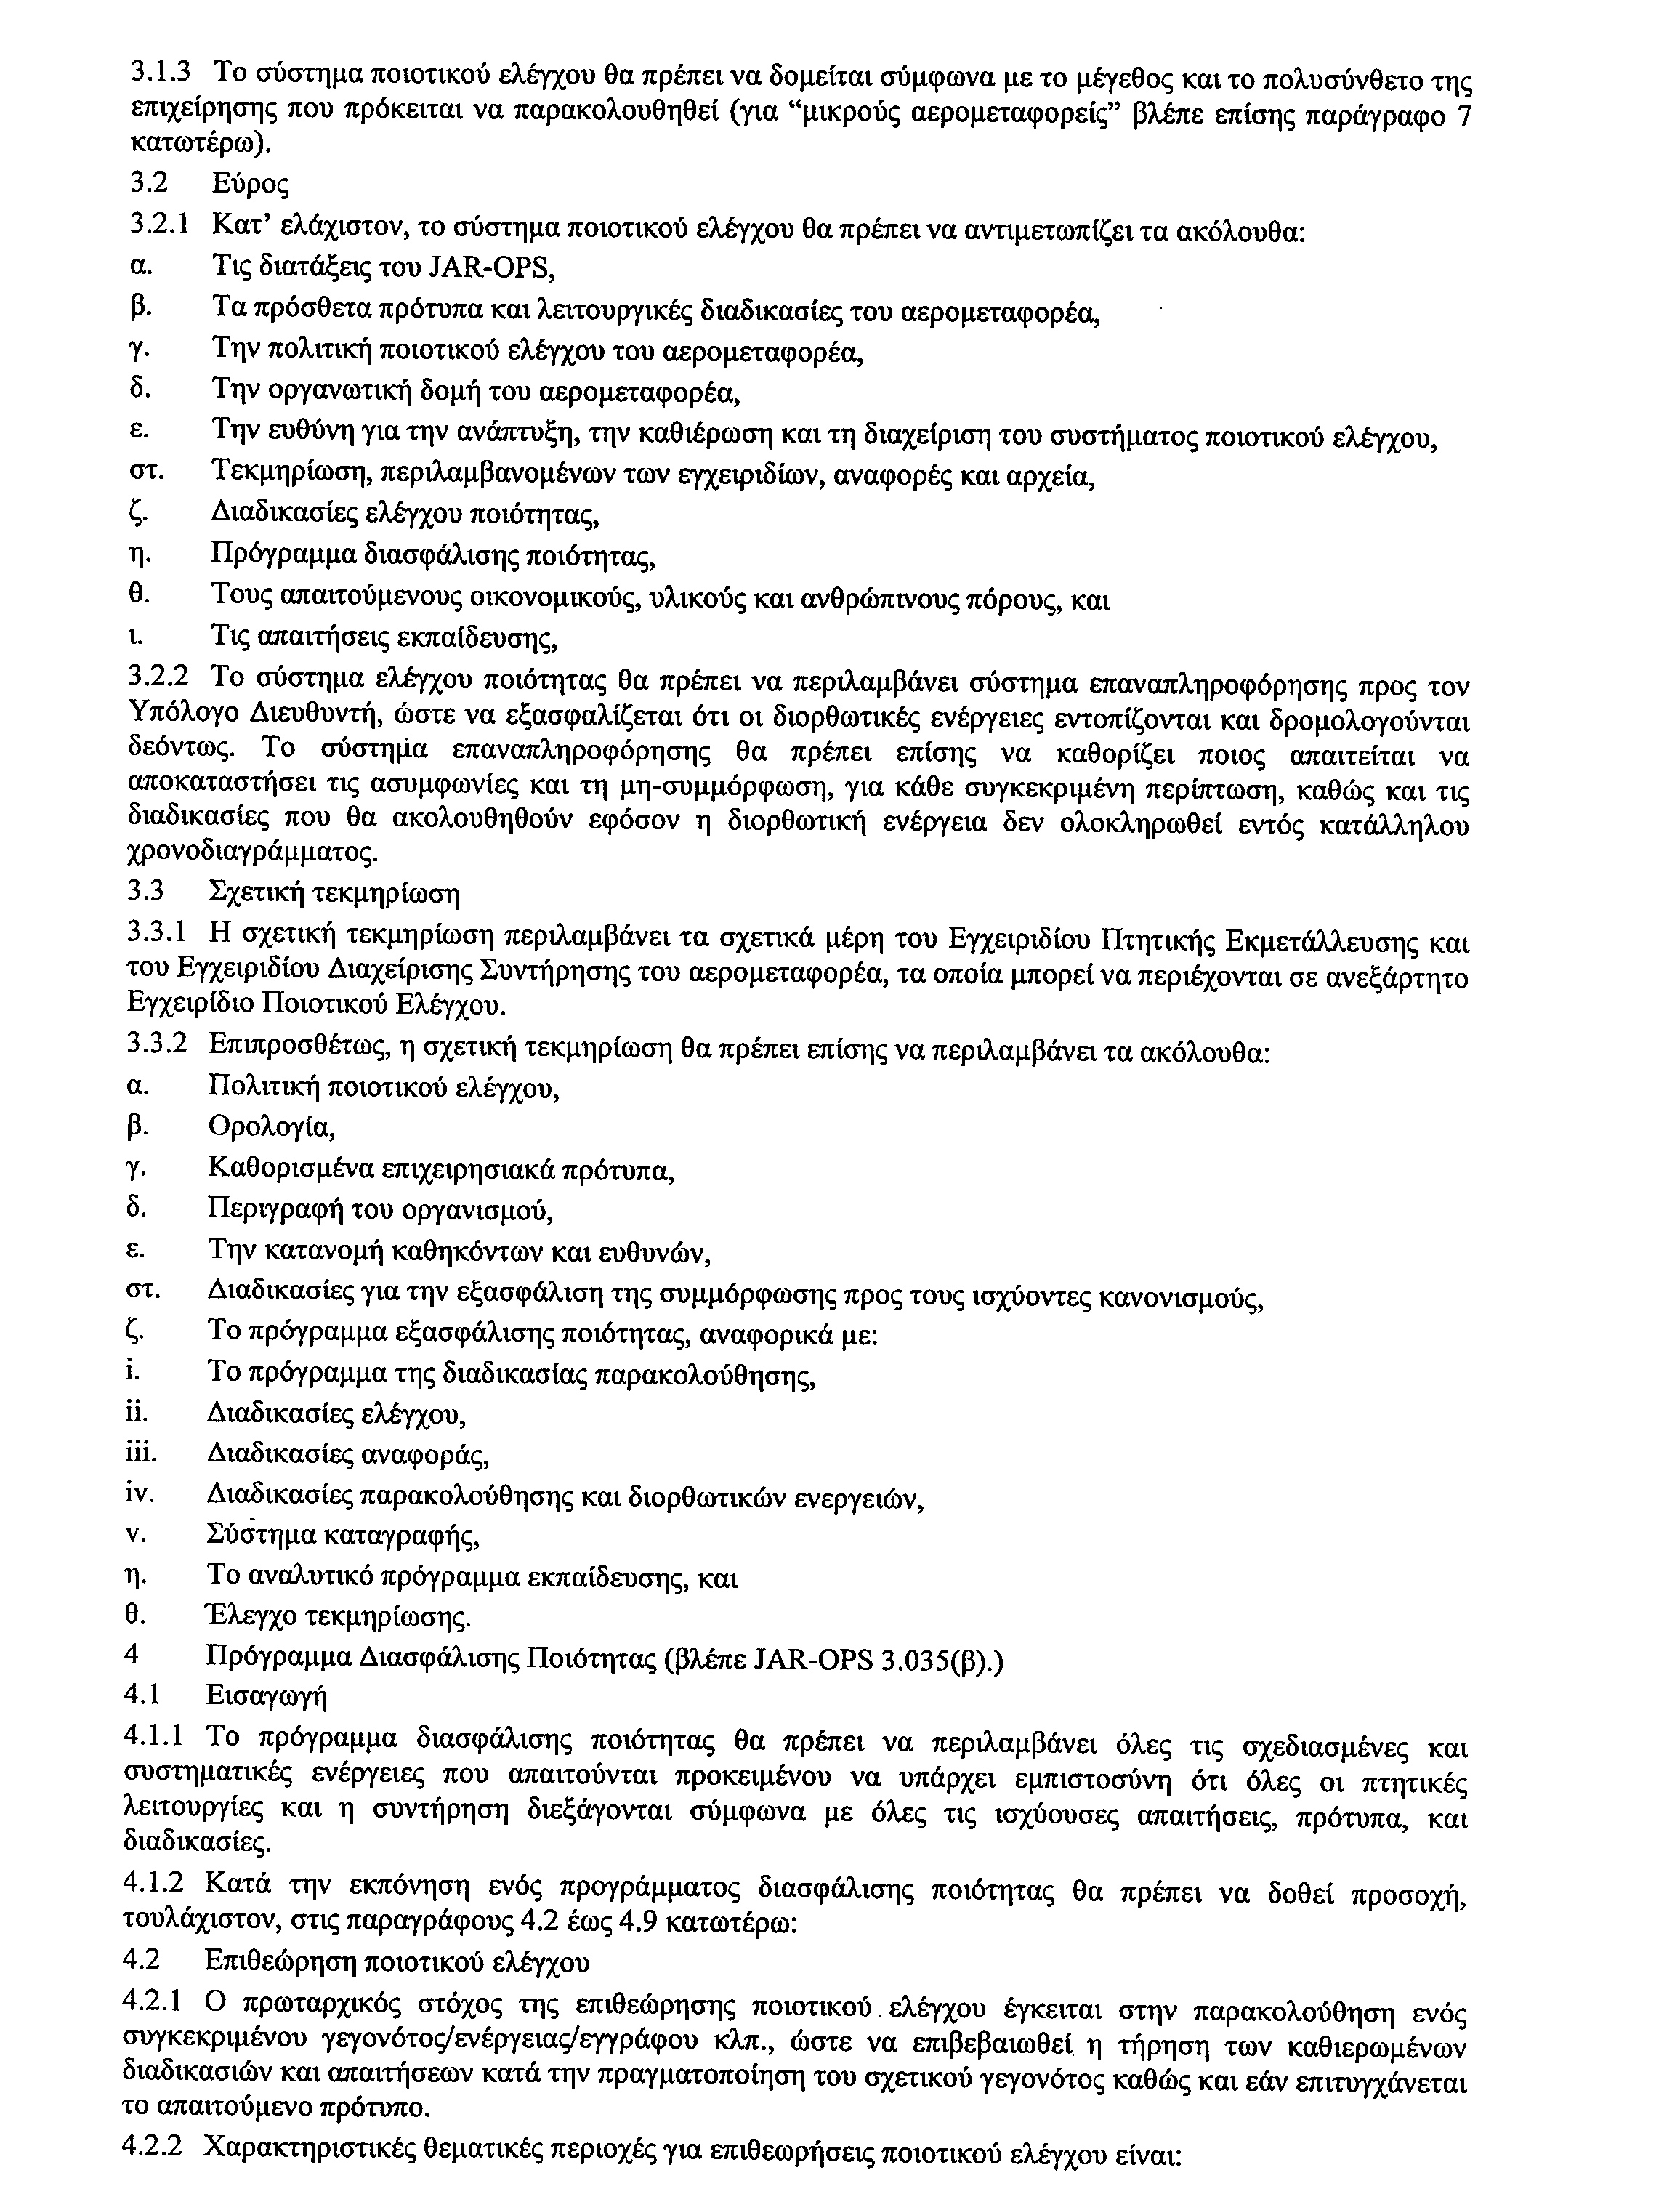 3.1.3 Το σύστημα ποιοτικού ελέγχου θα πρέπει να δομείται σύμφωνα με το μέγεθος και το πολυσύνθετο της
επιχείρησης που πρόκειται να παρακολουθηθεί (για “μικρούς αερομεταφορείς” βλέπε επίσης παράγραφο 7
κατωτέρω).
3.2 Εύρος
3.2.1 Κατ’ ελάχιστον, το σύστημα ποιοτικού ελέγχου θα πρέπει να αντιμετωπίζει τα ακόλουθα:
α. Τις διατάξεις του JAR-OPS,
β. Τα πρόσθετα πρότυπα και λειτουργικές διαδικασίες του αερομεταφορέα,
γ. Την πολιτική ποιοτικού ελέγχου του αερομεταφορέα,
δ. Την οργανωτική δομή του αερομεταφορέα,
ε. Την ευθύνη για την ανάπτυξη, την καθιέρωση και τη διαχείριση του συστήματος ποιοτικού ελέγχου,
στ. Τεκμηρίωση, περιλαμβανομένων των εγχειριδίων, αναφορές και αρχεία,
ζ. Διαδικασίες ελέγχου ποιότητας,
η. Πρόγραμμα διασφάλισης ποιότητας,
θ. Τους απαιτούμενους οικονομικούς, υλικούς και ανθρώπινους πόρους, και
ι. Τις απαιτήσεις εκπαίδευσης,
3.2.2 Το σύστημα ελέγχου ποιότητας θα πρέπει να περιλαμβάνει σύστημα επαναπληροφόρησης προς τον
Υπόλογο Διευθυντή, ώστε να εξασφαλίζεται ότι οι διορθωτικές ενέργειες εντοπίζονται και δρομολογούνται
δεόντως. Το σύστημα επαναπληροφόρησης θα πρέπει επίσης να καθορίζει ποιος απαιτείται να
αποκαταστήσει τις ασυμφωνίες και τη μη-συμμόρφωση, για κάθε συγκεκριμένη περίπτωση, καθώς και τις
διαδικασίες που θα ακολουθηθούν εφόσον η διορθωτική ενέργεια δεν ολοκληρωθεί εντός κατάλληλου
χρονοδιαγράμματος.
3.3 Σχετική τεκμηρίωση
3.3.1 Η σχετική τεκμηρίωση περιλαμβάνει τα σχετικά μέρη του Εγχειριδίου Πτητικής Εκμετάλλευσης και
του Εγχειριδίου Διαχείρισης Συντήρησης του αερομεταφορέα, τα οποία μπορεί να περιέχονται σε ανεξάρτητο
Εγχειρίδιο Ποιοτικού Ελέγχου.
3.3.2 Επιπροσθέτως, η σχετική τεκμηρίωση θα πρέπει επίσης να περιλαμβάνει τα ακόλουθα:
α. Πολιτική ποιοτικού ελέγχου,
β. Ορολογία,
γ. Καθορισμένα επιχειρησιακά πρότυπα,
δ. Περιγραφή του οργανισμού,
ε. Την κατανομή καθηκόντων και ευθυνών,
στ. Διαδικασίες για την εξασφάλιση της συμμόρφωσης προς τους ισχύοντες κανονισμούς,
ζ. Το πρόγραμμα εξασφάλισης ποιότητας, αναφορικά με:
i. Το πρόγραμμα της διαδικασίας παρακολούθησης,
ii. Διαδικασίες ελέγχου,
iii. Διαδικασίες αναφοράς,
iv. Διαδικασίες παρακολούθησης και διορθωτικών ενεργειών,
v. Σύστημα καταγραφής,
η. Το αναλυτικό πρόγραμμα εκπαίδευσης, και
θ. Έλεγχο τεκμηρίωσης.
4 Πρόγραμμα Διασφάλισης Ποιότητας (βλέπε JAR-OPS 3.035(β).)
4.1 Εισαγωγή
4.1.1 Το πρόγραμμα διασφάλισης ποιότητας θα πρέπει να περιλαμβάνει όλες τις σχεδιασμένες και
συστηματικές ενέργειες που απαιτούνται προκειμένου να υπάρχει εμπιστοσύνη ότι όλες οι πτητικές
λειτουργίες και η συντήρηση διεξάγονται σύμφωνα με όλες τις ισχύουσες απαιτήσεις, πρότυπα, και
διαδικασίες.
4.1.2 Κατά την εκπόνηση ενός προγράμματος διασφάλισης ποιότητας θα πρέπει να δοθεί προσοχή,
τουλάχιστον, στις παραγράφους 4.2 έως 4.9 κατωτέρω:
4.2 Επιθεώρηση ποιοτικού ελέγχου
4.2.1 Ο πρωταρχικός στόχος της επιθεώρησης ποιοτικού ελέγχου έγκειται στην παρακολούθηση ενός
συγκεκριμένου γεγονότος/ενέργειας/εγγράφου κλπ., ώστε να επιβεβαιωθεί η τήρηση των καθιερωμένων
διαδικασιών και απαιτήσεων κατά την πραγματοποίηση του σχετικού γεγονότος καθώς και εάν επιτυγχάνεται
το απαιτούμενο πρότυπο.
4.2.2 Χαρακτηριστικές θεματικές περιοχές για επιθεωρήσεις ποιοτικού ελέγχου είναι: